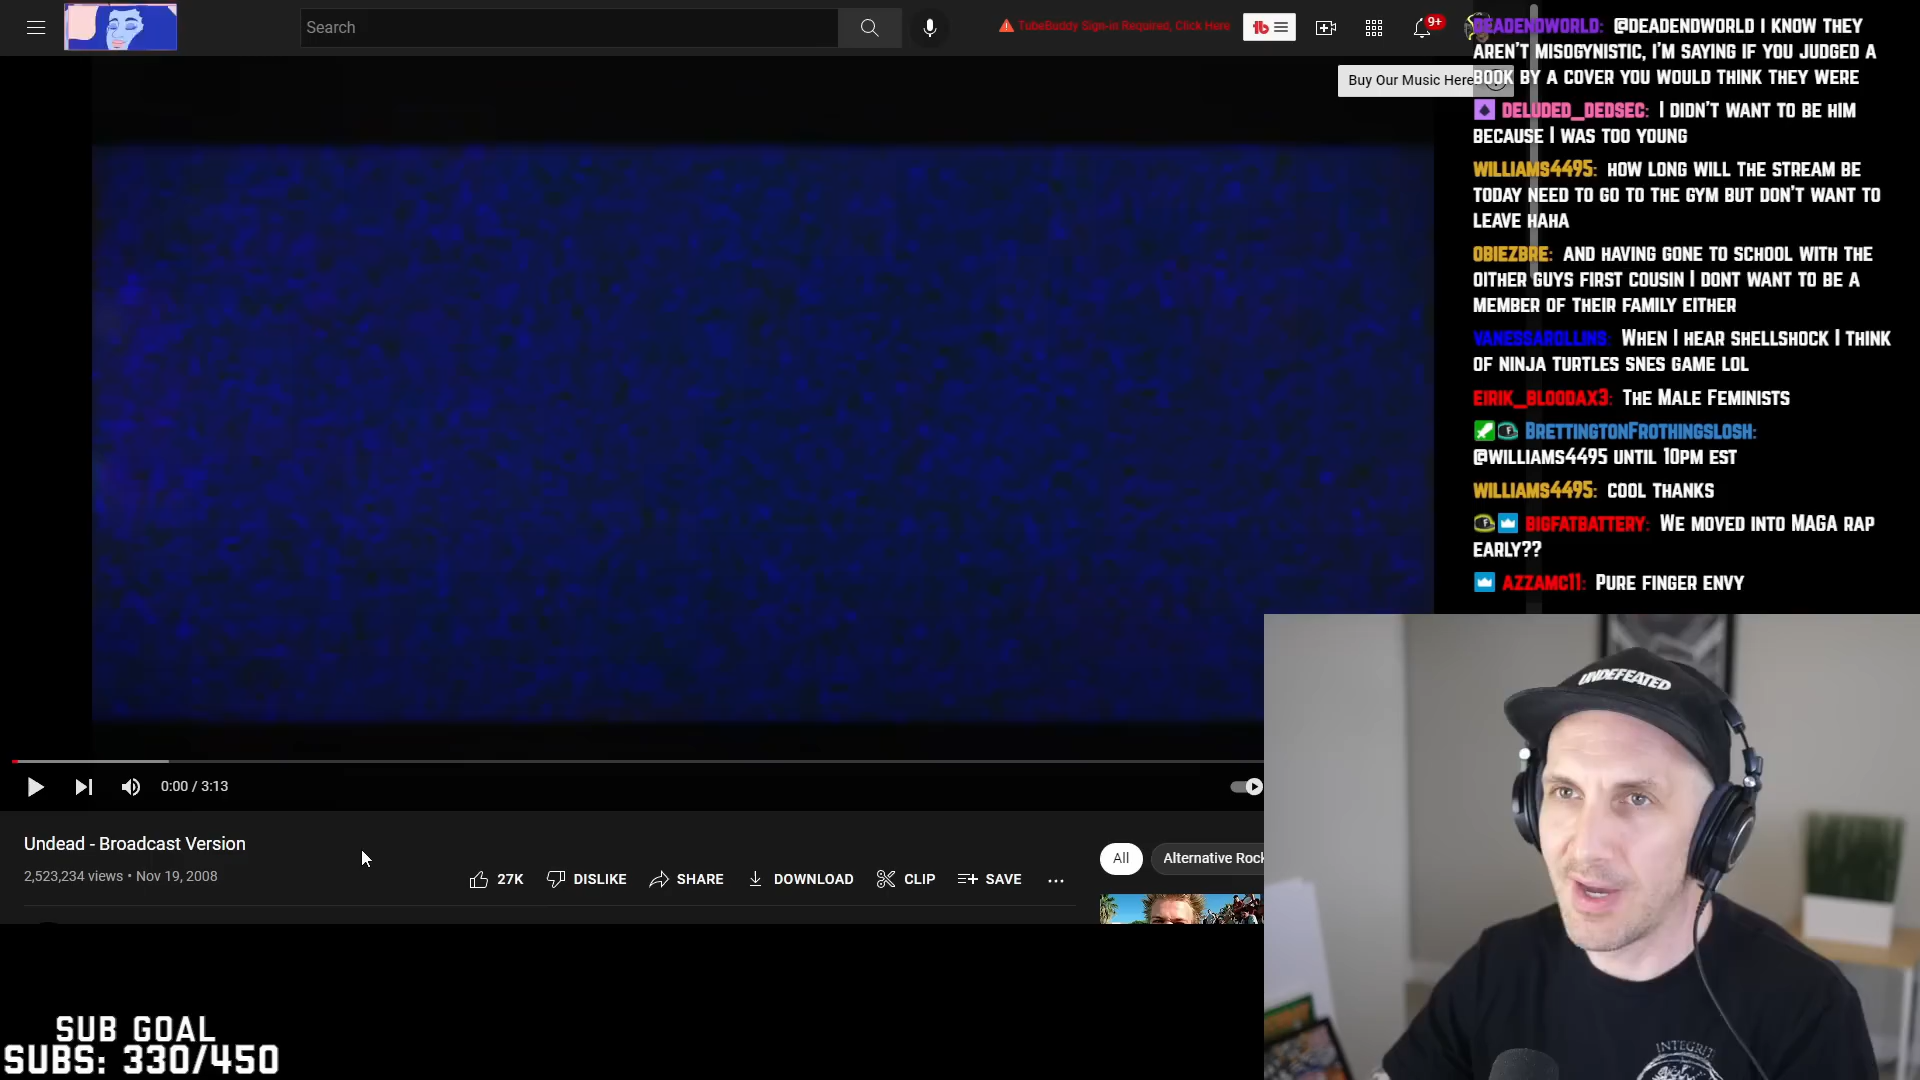 Search
TubeBuddy Sign-in Required, Click Here
9+
Buy Our Music Here
DEADENDWORLD: @DEADENDWORLD I KNOW THEY
AREN'T MISOGYNISTIC, I'M SAYING IF YOU JUDGED A
BOOK BY A COVER YOU WOULD THINK THEY WERE
DELUDED_DEDSEC: I DIDN'T WANT TO BE HIM
BECAUSE I WAS TOO YOUNG
WILLIAMS4495: HOW LONG WILL THE STREAM BE
TODAY NEED TO GO TO THE GYM BUT DON'T WANT TO
LEAVE HAHA
OBIEZBRE: AND HAVING GONE TO SCHOOL WITH THE
OITHER GUYS FIRST COUSIN I DONT WANT TO BE A
MEMBER OF THEIR FAMILY EITHER
VANESSAROLLINS: WHEN I HEAR SHELLSHOCK I THINK
OF NINJA TURTLES SNES GAME LOL
EIRIK_BLOODAX3: THE MALE FEMINISTS
BRETTINGTONFROTHINGSLOSH:
@WILLIAMS4495 UNTIL 10PM EST
WILLIAMS4495: COOL THANKS
BIGFATBATTERY: WE MOVED INTO MAGA RAP
EARLY??
AZZAMC11: PURE FINGER ENVY
0:00 / 3:13
Undead - Broadcast Version
2,523,234 views • Nov 19, 2008
27K
DISLIKE
SHARE
DOWNLOAD
CLIP
SAVE
All
Alternative Rock
UNDEFEATED
INTEGRIT
SUB GOAL
SUBS: 330/450